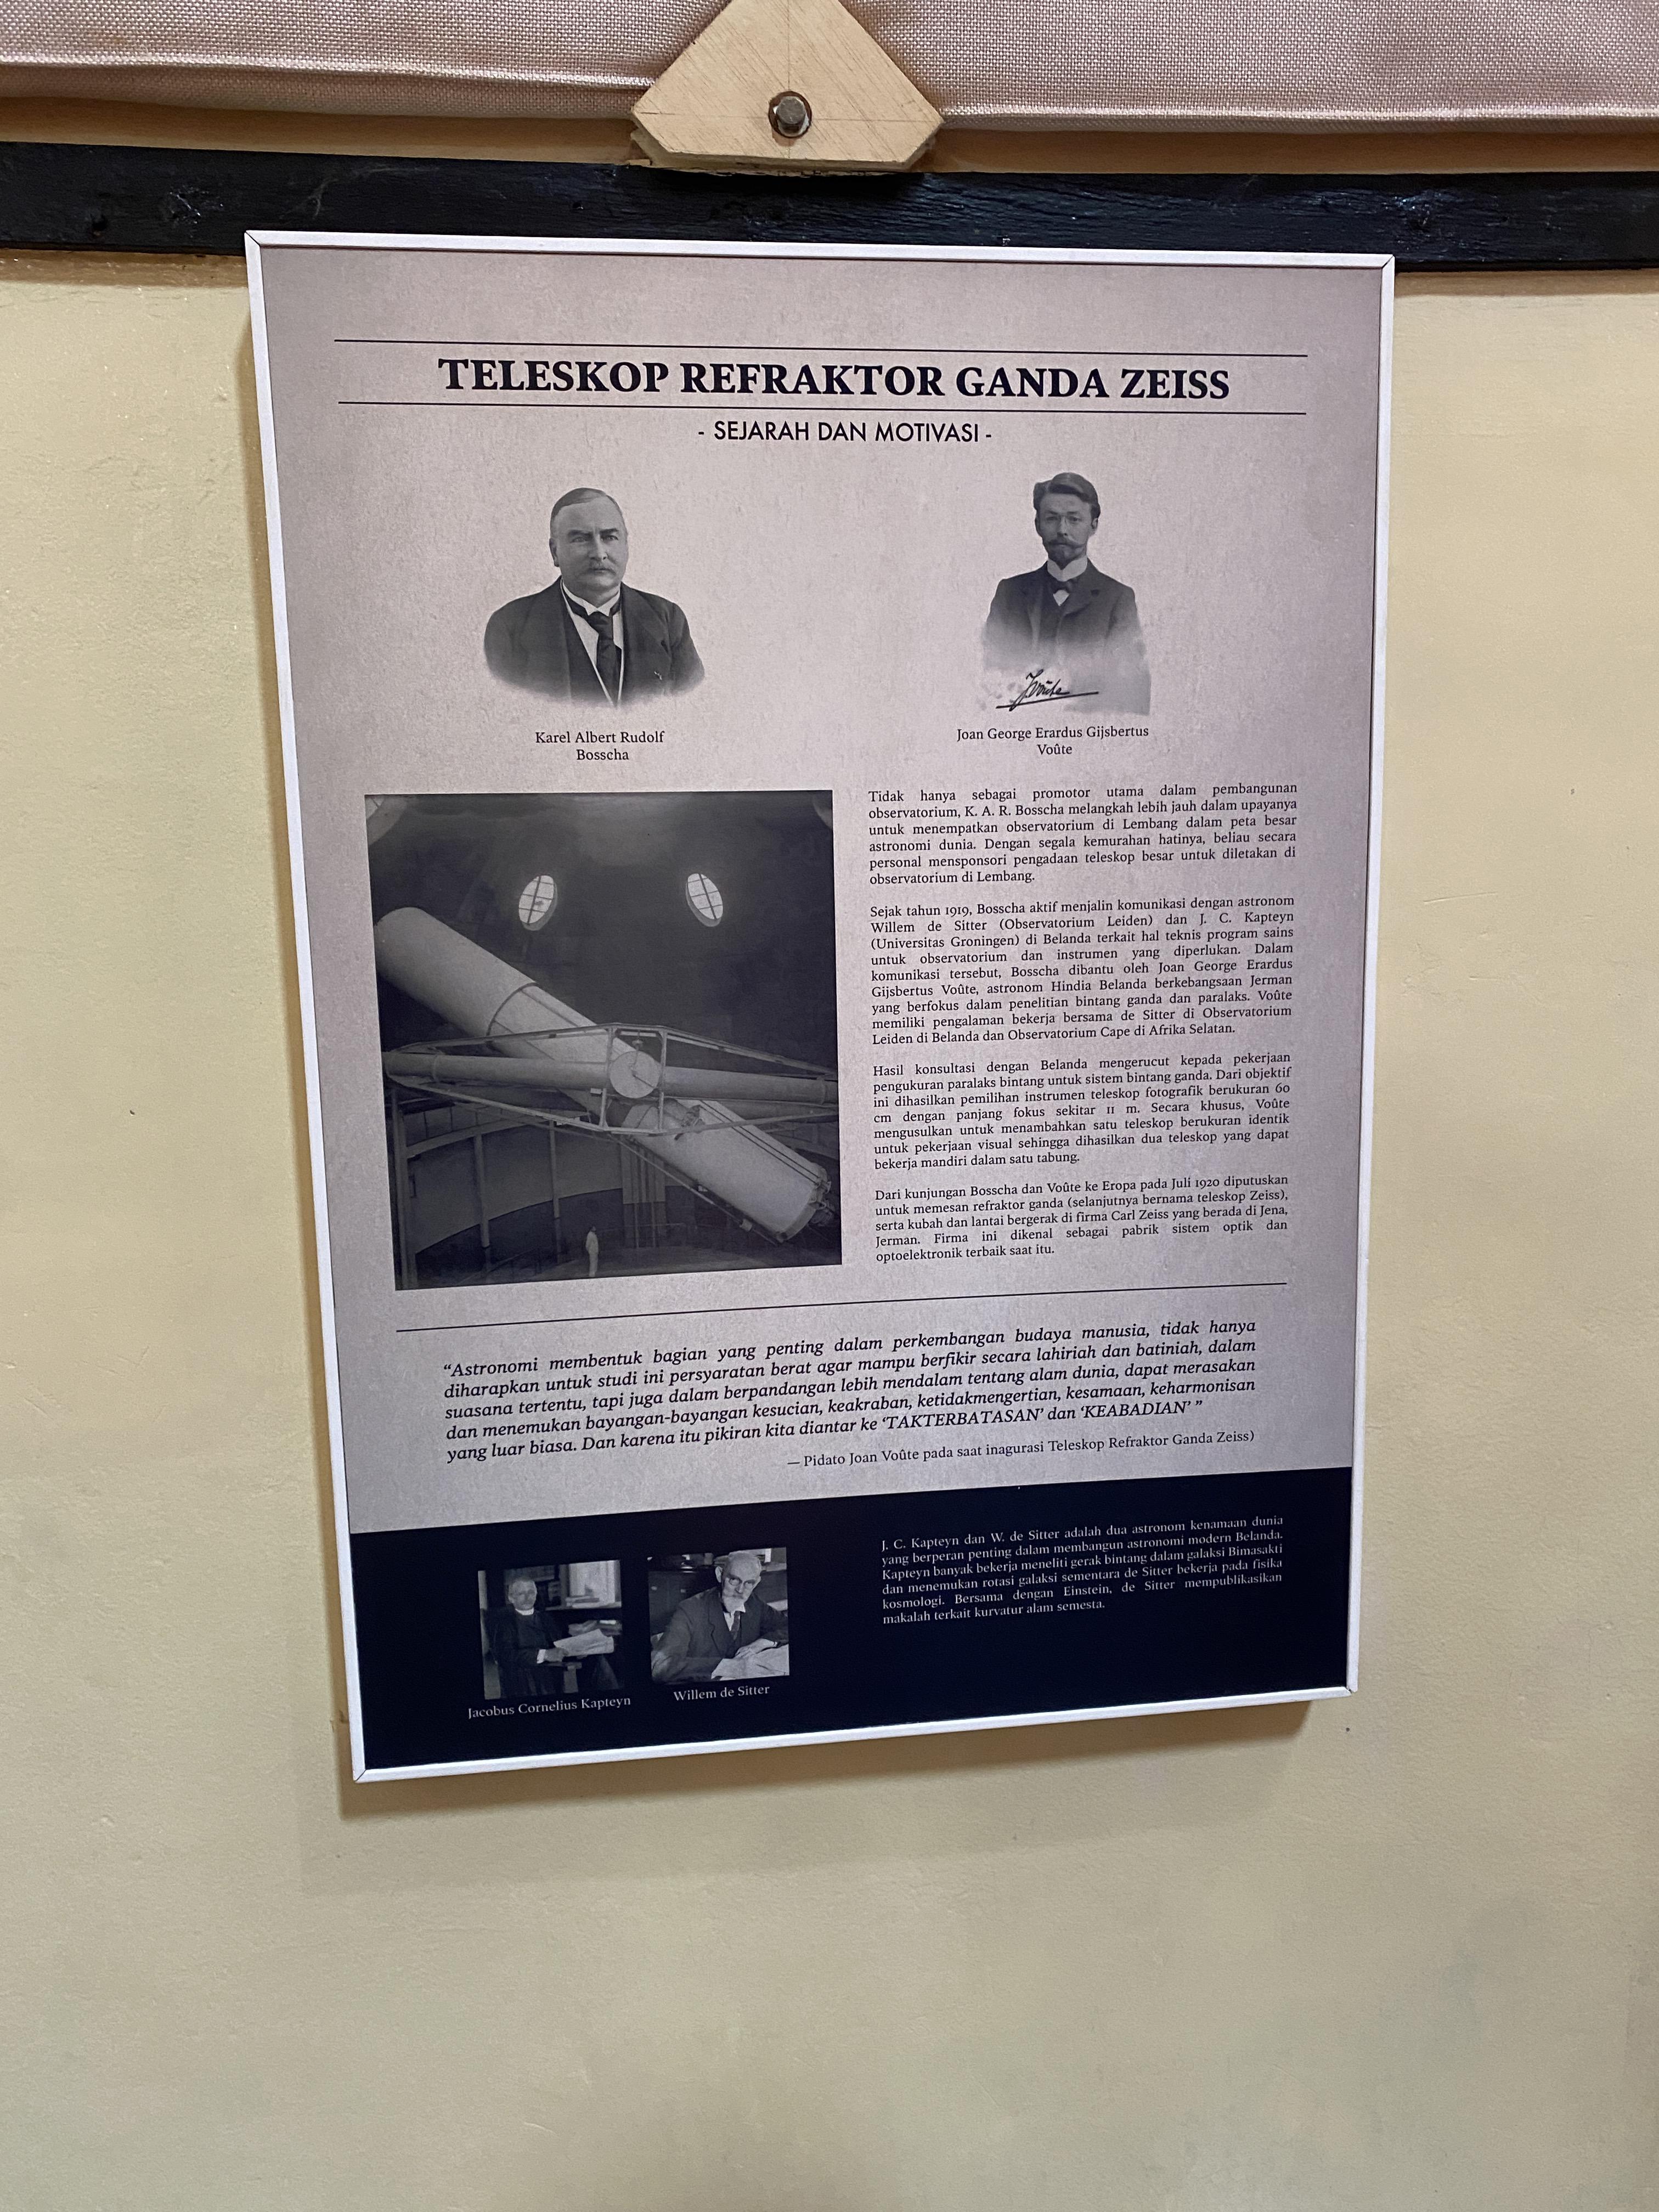 TELESKOP REFRAKTOR GANDA ZEISS
- SEJARAH DAN MOTIVASI -
Karel Albert Rudolf
Bosscha
JVoûte
Joan George Erardus Gijsbertus
Voûte
Tidak hanya sebagai promotor utama dalam pembangunan
observatorium, K. A. R. Bosscha melangkah lebih jauh dalam upayanya
untuk menempatkan observatorium di Lembang dalam peta besar
astronomi dunia. Dengan segala kemurahan hatinya, beliau secara
personal mensponsori pengadaan teleskop besar untuk diletakan di
observatorium di Lembang.
Sejak tahun 1919, Bosscha aktif menjalin komunikasi dengan astronom
Willem de Sitter (Observatorium Leiden) dan J. C. Kapteyn
(Universitas Groningen) di Belanda terkait hal teknis program sains
untuk observatorium dan instrumen yang diperlukan. Dalam
komunikasi tersebut, Bosscha dibantu oleh Joan George Erardus
Gijsbertus Voûte, astronom Hindia Belanda berkebangsaan Jerman
yang berfokus dalam penelitian bintang ganda dan paralaks. Voûte
memiliki pengalaman bekerja bersama de Sitter di Observatorium
Leiden di Belanda dan Observatorium Cape di Afrika Selatan.
Hasil konsultasi dengan Belanda mengerucut kepada pekerjaan
pengukuran paralaks bintang untuk sistem bintang ganda. Dari objektif
ini dihasilkan pemilihan instrumen teleskop fotografik berukuran 60
cm dengan panjang fokus sekitar 11 m. Secara khusus, Voûte
mengusulkan untuk menambahkan satu teleskop berukuran identik
untuk pekerjaan visual sehingga dihasilkan dua teleskop yang dapat
bekerja mandiri dalam satu tabung.
Dari kunjungan Bosscha dan Voûte ke Eropa pada Juli 1920 diputuskan
untuk memesan refraktor ganda (selanjutnya bernama teleskop Zeiss),
serta kubah dan lantai bergerak di firma Carl Zeiss yang berada di Jena,
Jerman. Firma ini dikenal sebagai pabrik sistem optik dan
optoelektronik terbaik saat itu.
“Astronomi membentuk bagian yang penting dalam perkembangan budaya manusia, tidak hanya
diharapkan untuk studi ini persyaratan berat agar mampu berfikir secara lahiriah dan batiniah, dalam
suasana tertentu, tapi juga dalam berpandangan lebih mendalam tentang alam dunia, dapat merasakan
dan menemukan bayangan-bayangan kesucian, keakraban, ketidakmengertian, kesamaan, keharmonisan
yang luar biasa. Dan karena itu pikiran kita diantar ke ‘TAKTERBATASAN’ dan ‘KEABADIAN’ ”
— Pidato Joan Voûte pada saat inagurasi Teleskop Refraktor Ganda Zeiss)
J. C. Kapteyn dan W. de Sitter adalah dua astronom kenamaan dunia
yang berperan penting dalam membangun astronomi modern Belanda.
Kapteyn banyak bekerja meneliti gerak bintang dalam galaksi Bimasakti
dan menemukan rotasi galaksi sementara de Sitter bekerja pada fisika
kosmologi. Bersama dengan Einstein, de Sitter mempublikasikan
makalah terkait kurvatur alam semesta.
Jacobus Cornelius Kapteyn
Willem de Sitter